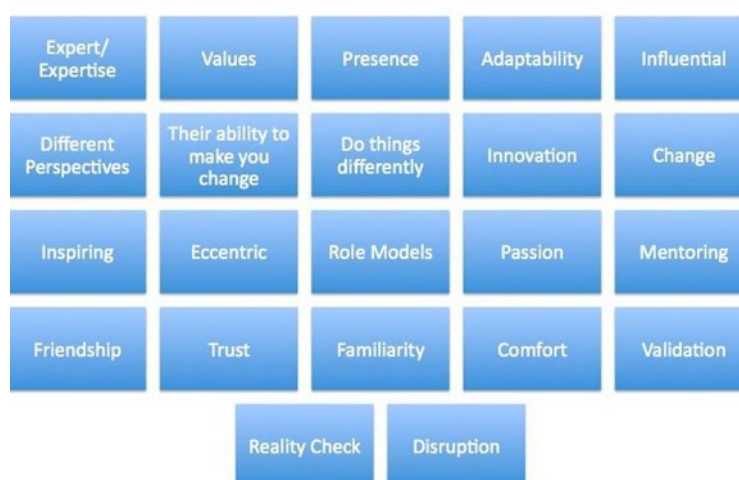 Expert/
Expertise
Values
Presence
Adaptability
Influential
Different
Perspectives
Their ability to
make you
change
Do things
differently
Innovation
Change
Inspiring
Eccentric
Role Models
Passion
Mentoring
Friendship
Trust
Familiarity
Comfort
Validation
Reality Check
Disruption